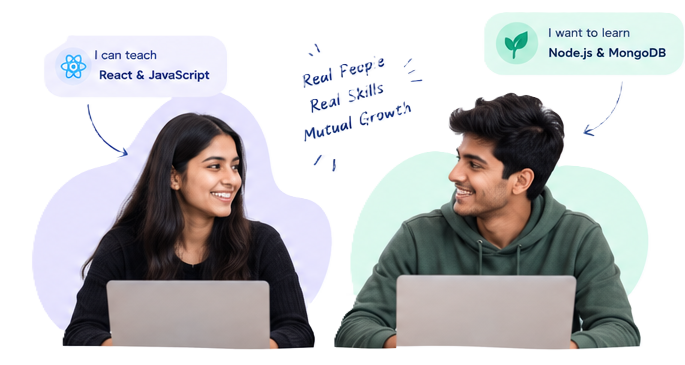 I can teach
React & JavaScript
Real People
Real Skills
Mutual Growth
I want to learn
Node.js & MongoDB